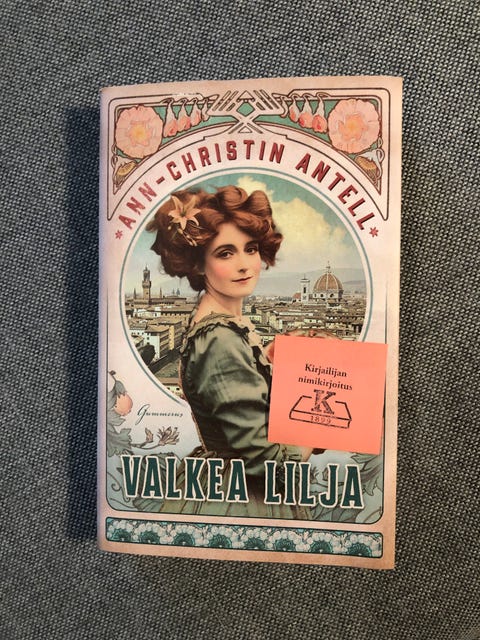 ANN-CHRISTIN ANTELL
Kirjailijan
nimikirjoitus
K
1899
Gummerus
VALKEA LILJA